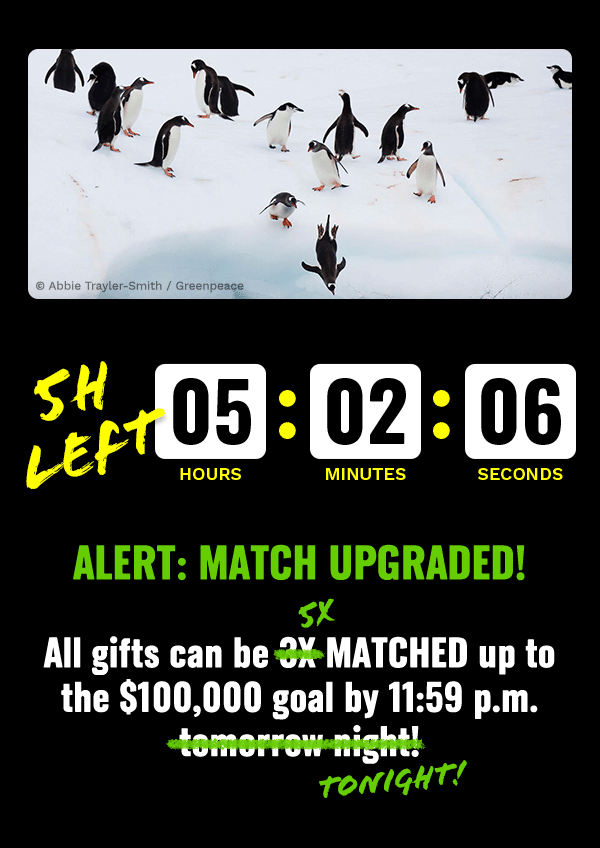 © Abbie Trayler-Smith / Greenpeace
5H
LEFT
05 : 02 : 06
HOURS MINUTES SECONDS
ALERT: MATCH UPGRADED!
5X
All gifts can be 3X MATCHED up to
the $100,000 goal by 11:59 p.m.
tomorrow night!
TONIGHT!